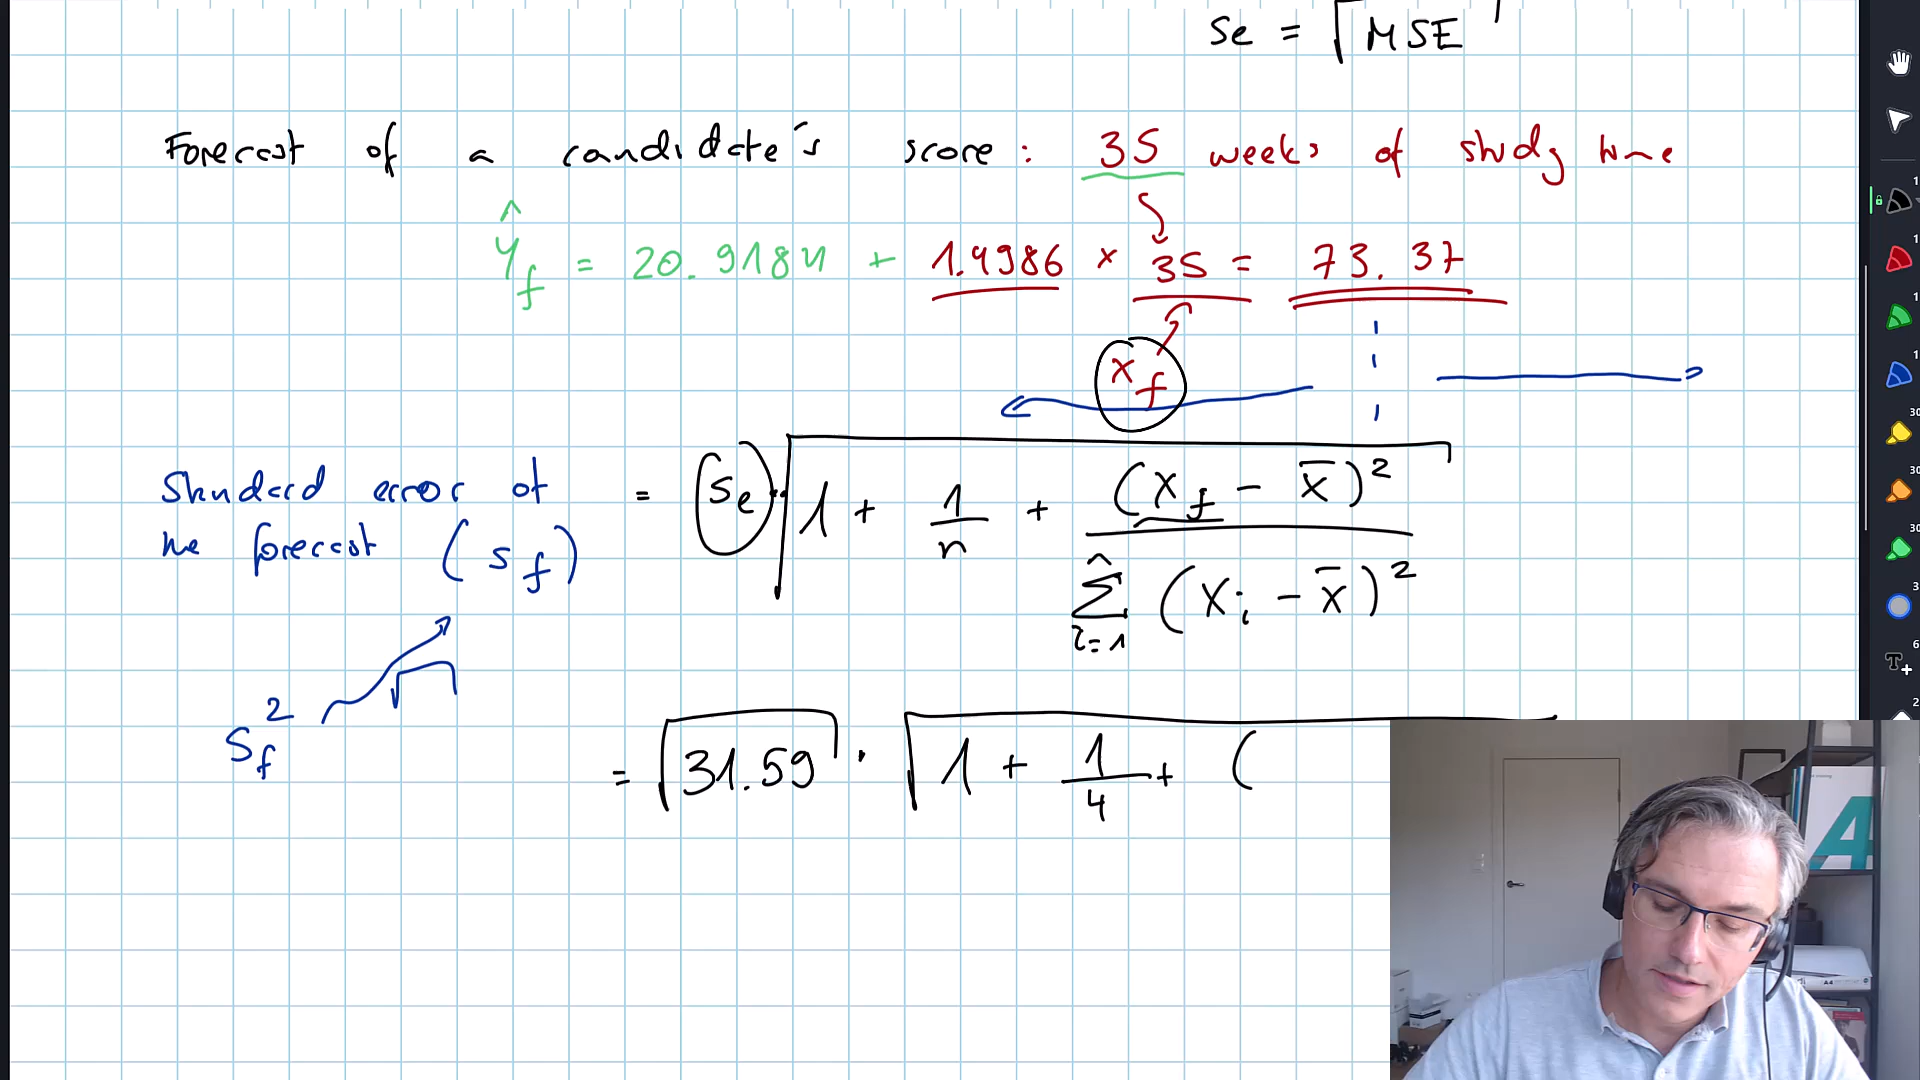 Se = √MSE
Forecast of a candidate's score: 35 weeks of study time
ŷf = 20.9184 + 1.4986 × 35 = 73.37
xf
Standard error of = Se · √1 + 1/n + (xf - x̄)² / Σ i=1 n (xi - x̄)²
the forecast (sf)
Sf² √
= √31.59 · √1 + 1/4 + (